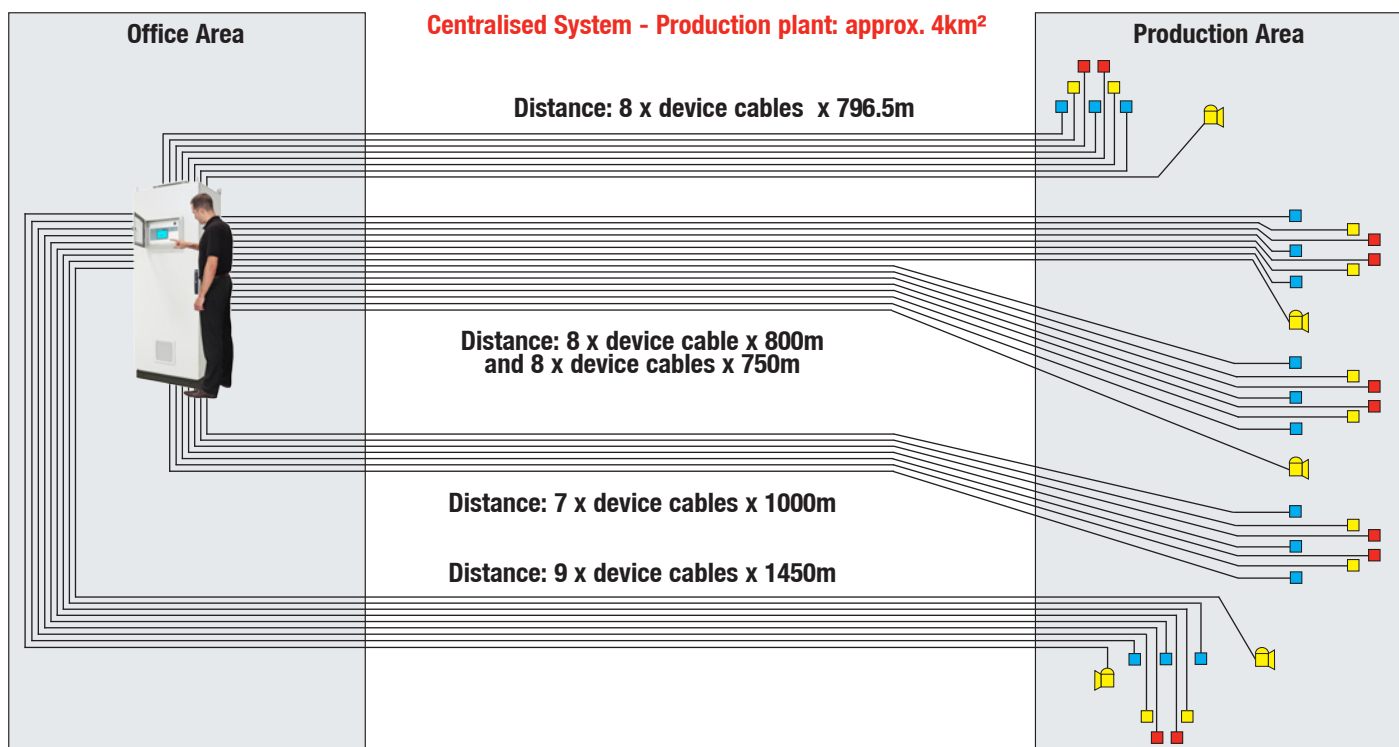 Office Area
Centralised System - Production plant: approx. 4km²
Production Area
Distance: 8 x device cables x 796.5m
Distance: 8 x device cable x 800m
and 8 x device cables x 750m
Distance: 7 x device cables x 1000m
Distance: 9 x device cables x 1450m